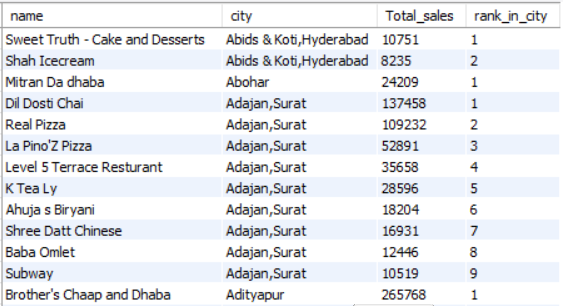 name city Total_sales rank_in_city
Sweet Truth - Cake and Desserts Abids & Koti,Hyderabad 10751 1
Shah Icecream Abids & Koti,Hyderabad 8235 2
Mitran Da dhaba Abohar 24209 1
Dil Dosti Chai Adajan,Surat 137458 1
Real Pizza Adajan,Surat 109232 2
La Pino'Z Pizza Adajan,Surat 52891 3
Level 5 Terrace Resturant Adajan,Surat 35658 4
K Tea Ly Adajan,Surat 28596 5
Ahuja s Biryani Adajan,Surat 18204 6
Shree Datt Chinese Adajan,Surat 16931 7
Baba Omlet Adajan,Surat 12446 8
Subway Adajan,Surat 10519 9
Brother's Chaap and Dhaba Adityapur 265768 1